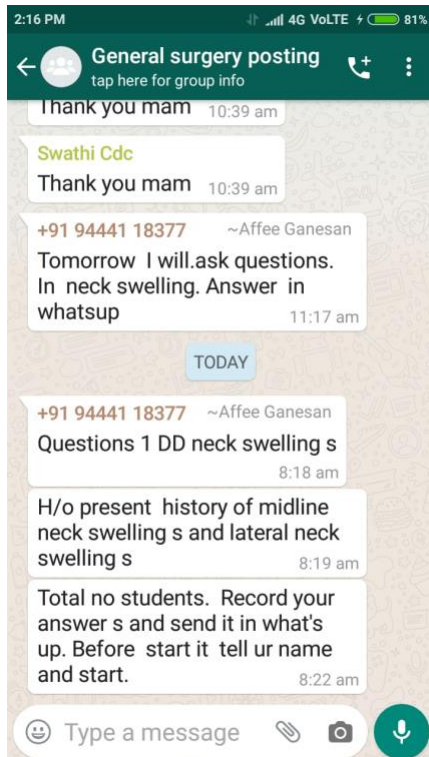 2:16 PM 4G VoLTE 81%
General surgery posting
tap here for group info
Thank you mam 10:39 am
Swathi Cdc
Thank you mam 10:39 am
+91 94441 18377 ~Affee Ganesan
Tomorrow I will.ask questions.
In neck swelling. Answer in
whatsup 11:17 am
TODAY
+91 94441 18377 ~Affee Ganesan
Questions 1 DD neck swelling s
8:18 am
H/o present history of midline
neck swelling s and lateral neck
swelling s 8:19 am
Total no students. Record your
answer s and send it in what's
up. Before start it tell ur name
and start. 8:22 am
Type a message